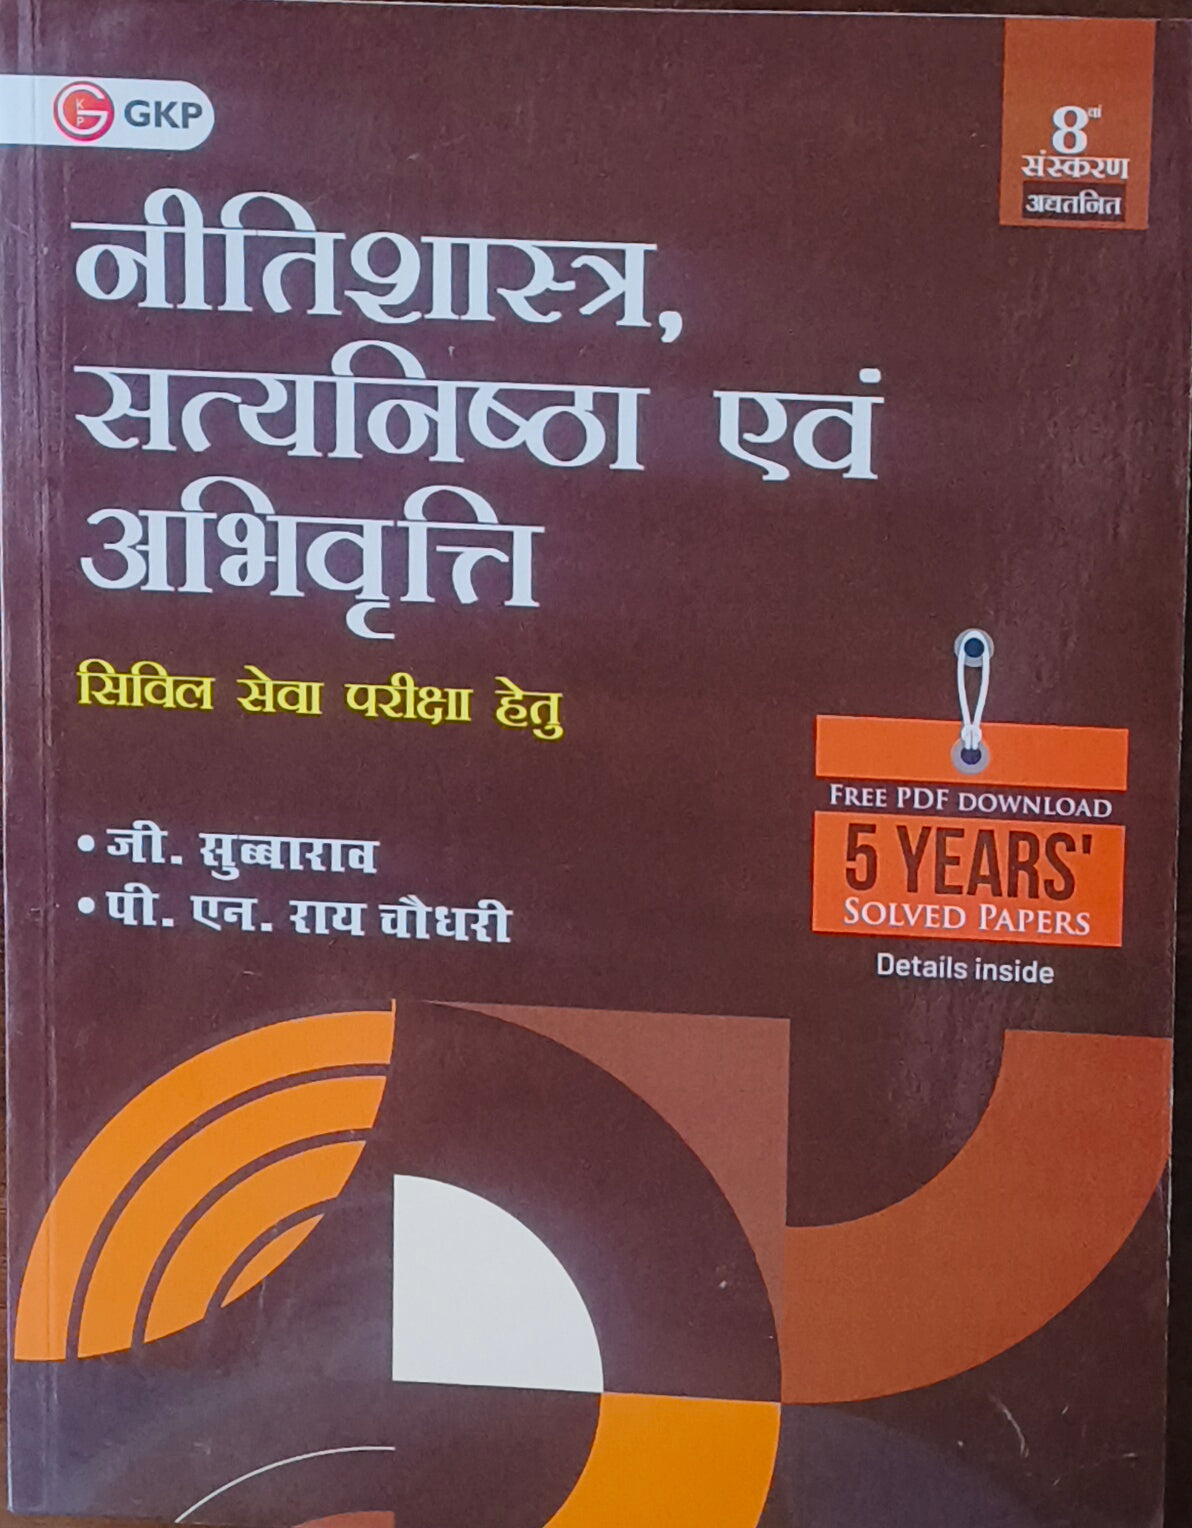 GKP
8वां
संस्करण
अद्यतनित
नीतिशास्त्र,
सत्यनिष्ठा एवं
अभिवृत्ति
सिविल सेवा परीक्षा हेतु
• जी. सुब्बाराव
• पी. एन. राय चौधरी
FREE PDF DOWNLOAD
5 YEARS'
SOLVED PAPERS
Details inside